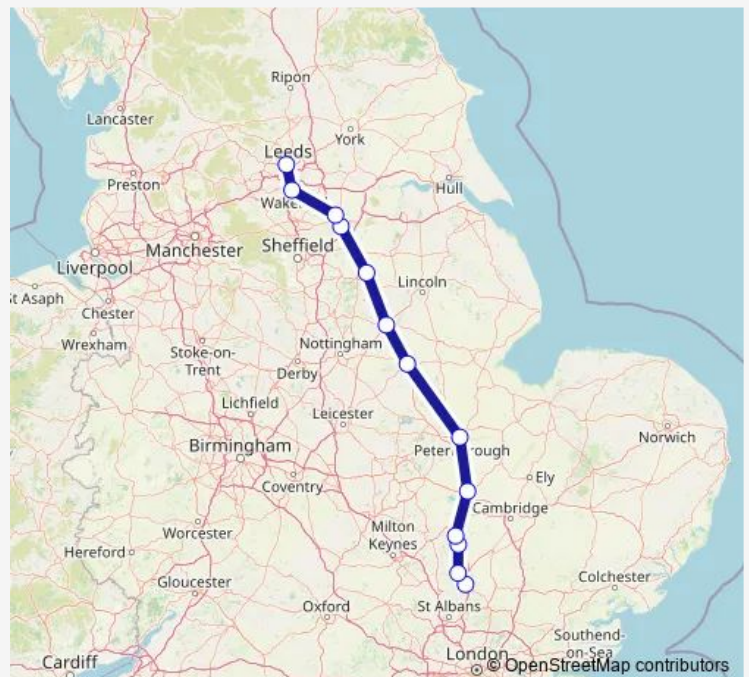 Ripon
Lancaster
York
Leeds
Preston
Hull
Wake
Manchester
Sheffield
Liverpool
Lincoln
St Asaph
Chester
Wrexham
Stoke-on-
Trent
Nottingham
Derby
Lichfield
Leicester
Norwich
Birmingham
Peter
ough
Coventry
Ely
Cambridge
Milton
Keynes
Worcester
Hereford
Gloucester
Colchester
Oxford
St Albans
Southend-
on-Sea
London
Cardiff
© OpenStreetMap contributors